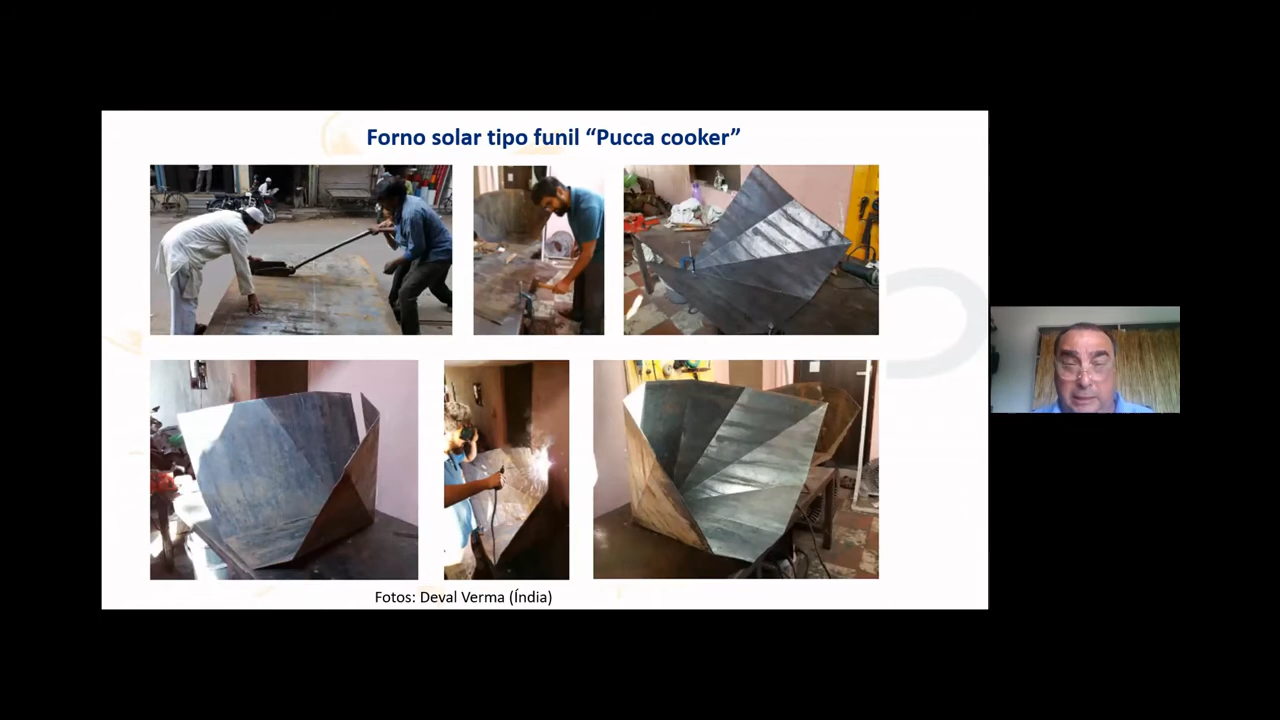 Forno solar tipo funil “Pucca cooker”
Fotos: Deval Verma (Índia)